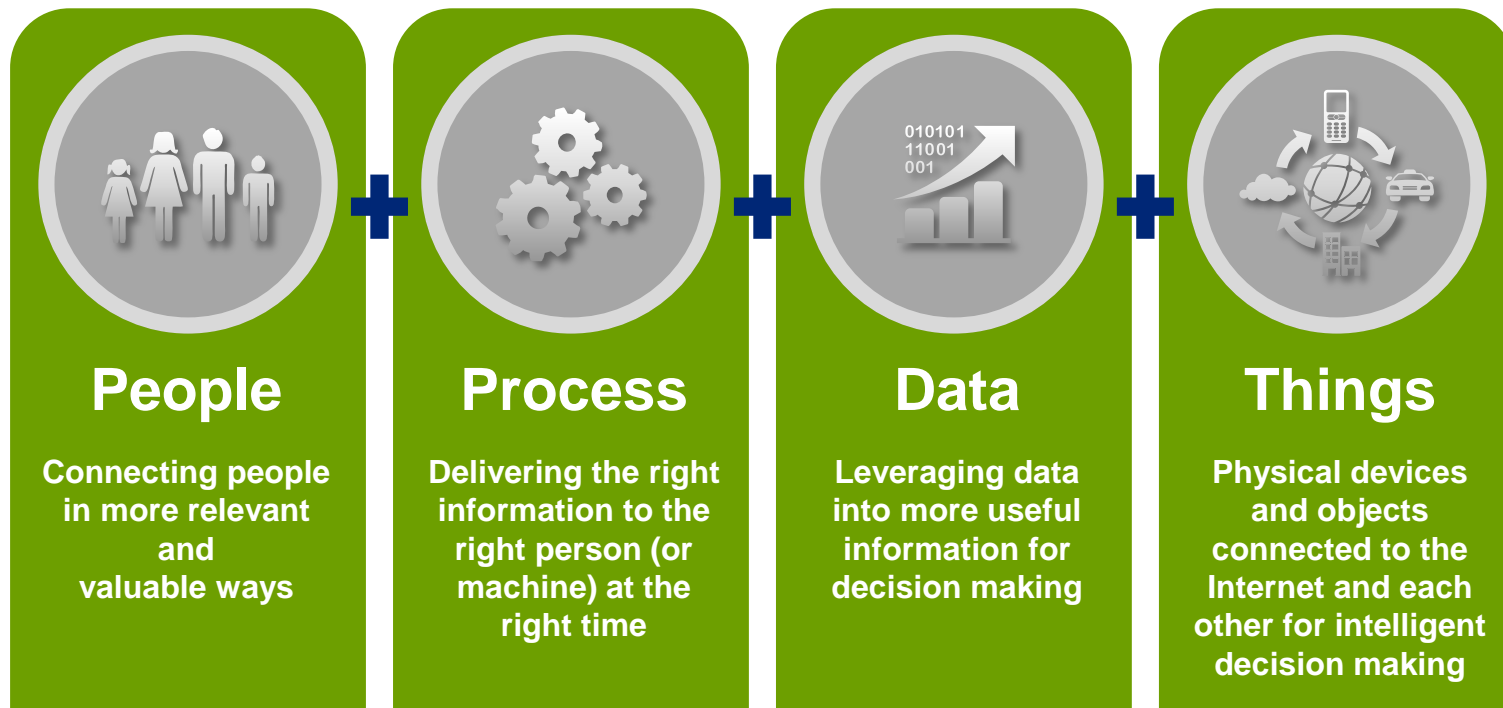 People
Connecting people
in more relevant
and
valuable ways
Process
Delivering the right
information to the
right person (or
machine) at the
right time
010101
11001
001
Data
Leveraging data
into more useful
information for
decision making
Things
Physical devices
and objects
connected to the
Internet and each
other for intelligent
decision making